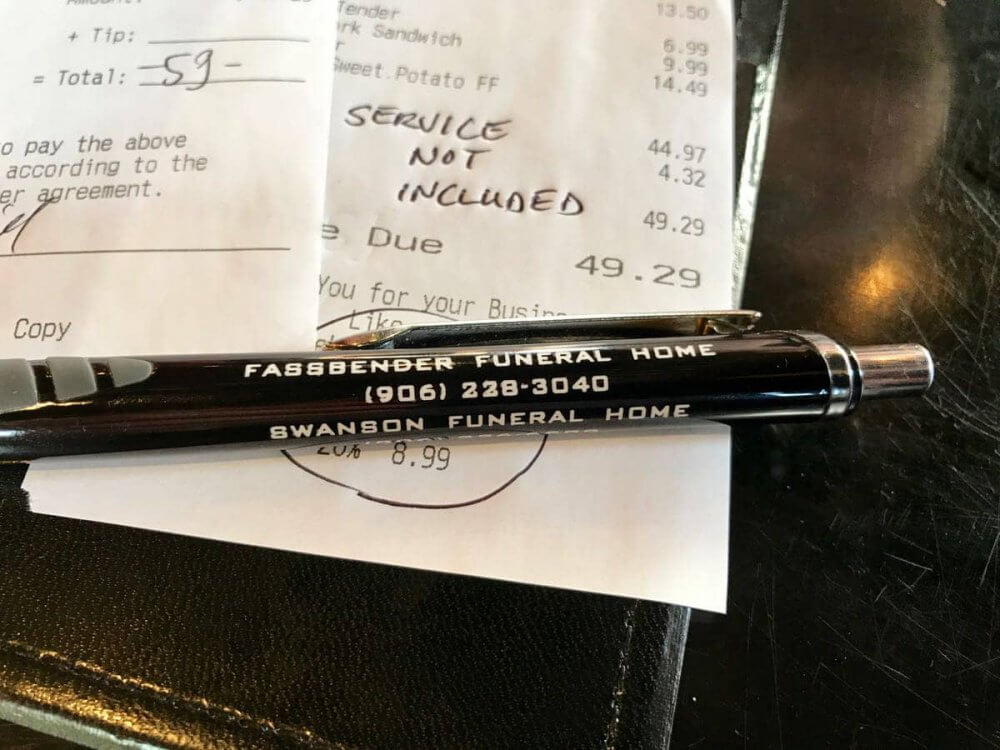 + Tip:
= Total: 59-
o pay the above
according to the
er agreement.
Copy
Tender 13.50
rk Sandwich
6.99
9.99
Sweet Potato FF 14.49
SERVICE
NOT
INCLUDED
44.97
4.32
49.29
e Due
49.29
You for your Busin
Like
FASSBENDER FUNERAL HOME
(906) 228-3040
SWANSON FUNERAL HOME
20% 8.99